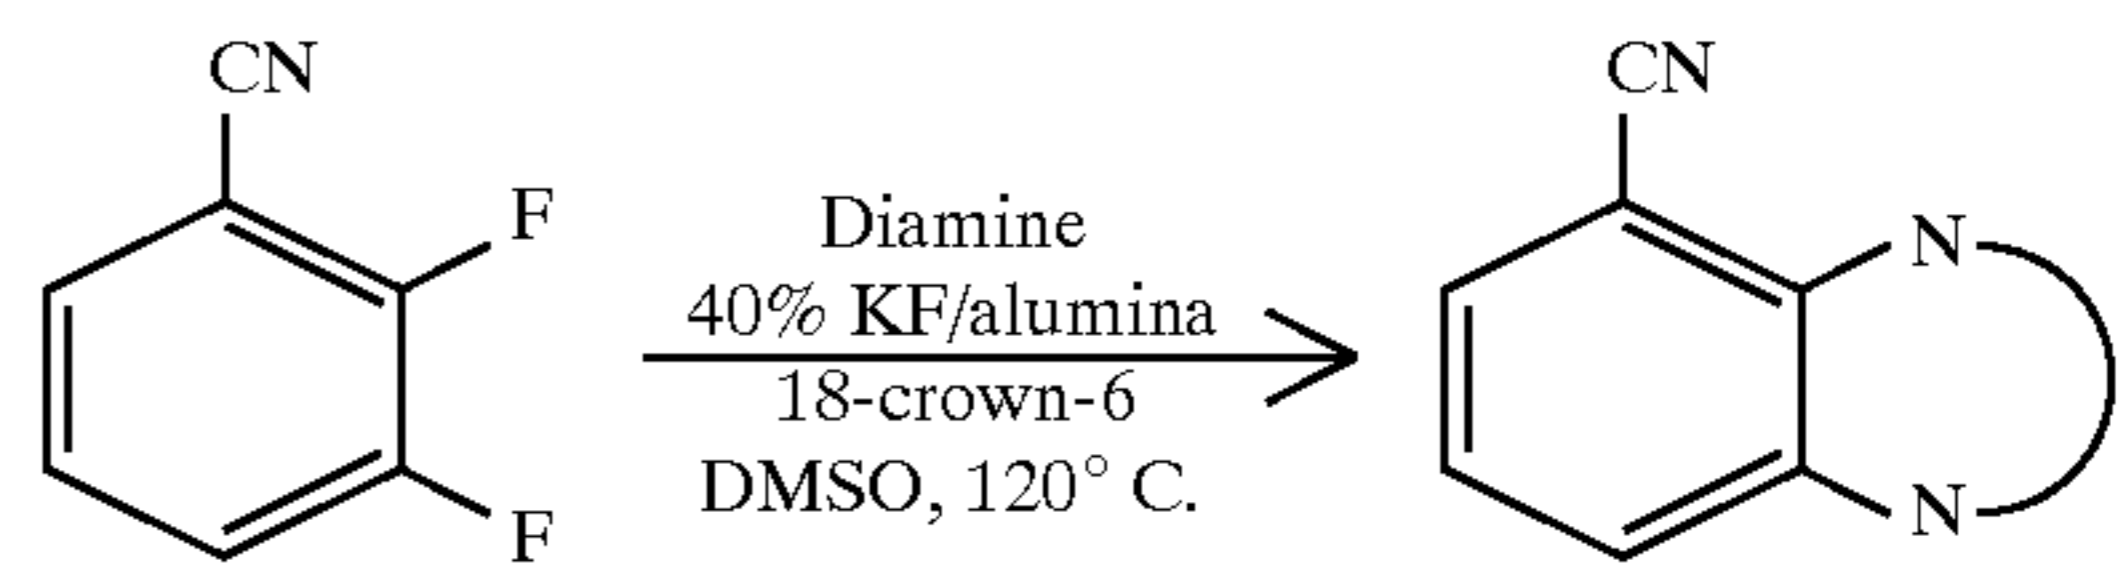 CN
F
F
Diamine
40% KF/alumina
18-crown-6
DMSO, 120° C.
CN
N
N